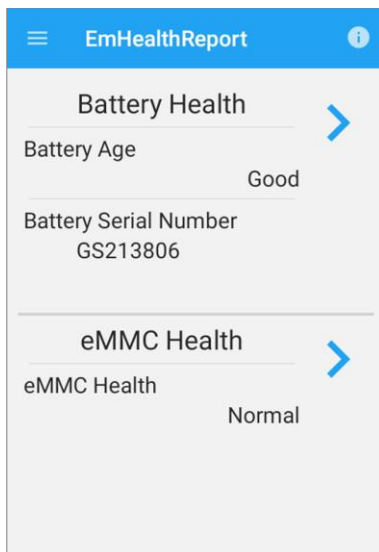 EmHealthReport
Battery Health
Battery Age
Good
Battery Serial Number
GS213806
eMMC Health
eMMC Health
Normal